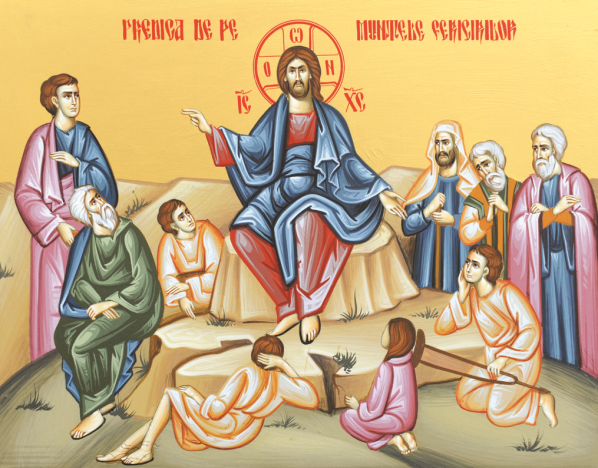 PREDICA DE PE MUNTELE FERICIRILOR
Ѡ
O N
IC XC